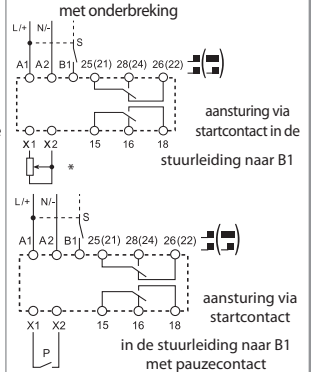 met onderbreking
L/+ N/-
S
A1 A2 B1 25(21) 28(24) 26(22)
aansturing via
startcontact in de
X1 X2 15 16 18
stuurleiding naar B1
*
L/+ N/-
S
A1 A2 B1 25(21) 28(24) 26(22)
aansturing via
startcontact
X1 X2 15 16 18
in de stuurleiding naar B1
P
met pauzecontact